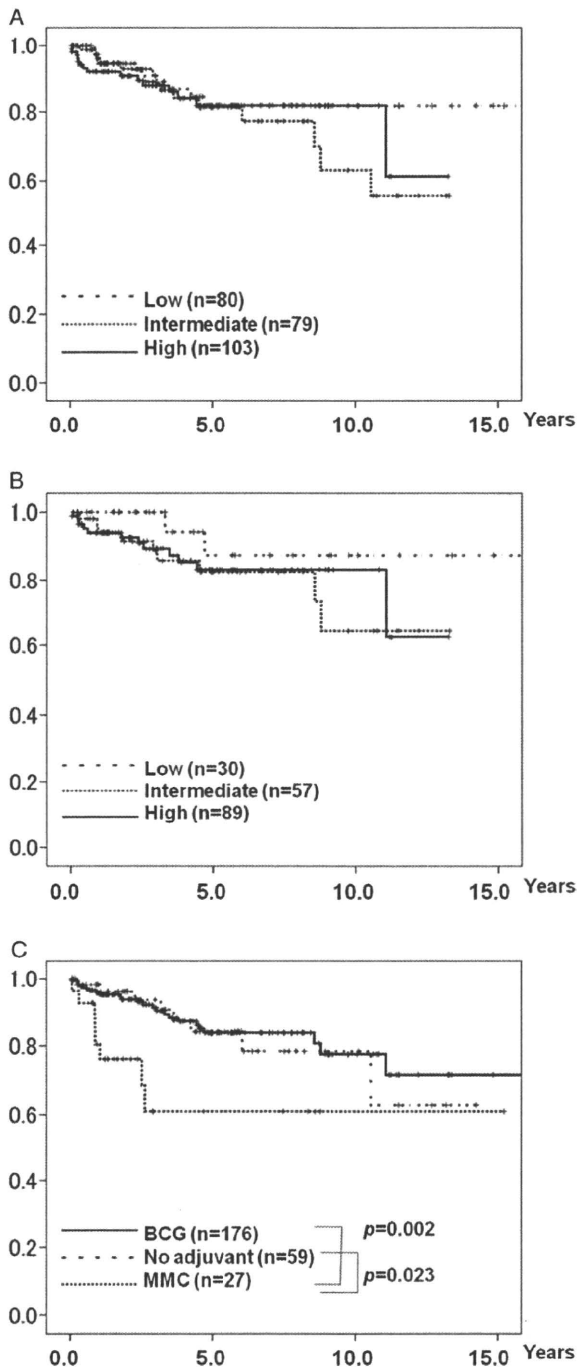 A
1.0
0.8
0.6
0.4
0.2
0.0
Low (n=80)
Intermediate (n=79)
High (n=103)
0.0 5.0 10.0 15.0 Years
B
1.0
0.8
0.6
0.4
0.2
0.0
Low (n=30)
Intermediate (n=57)
High (n=89)
0.0 5.0 10.0 15.0 Years
C
1.0
0.8
0.6
0.4
0.2
0.0
BCG (n=176)
No adjuvant (n=59)
MMC (n=27)
p=0.002
p=0.023
0.0 5.0 10.0 15.0 Years